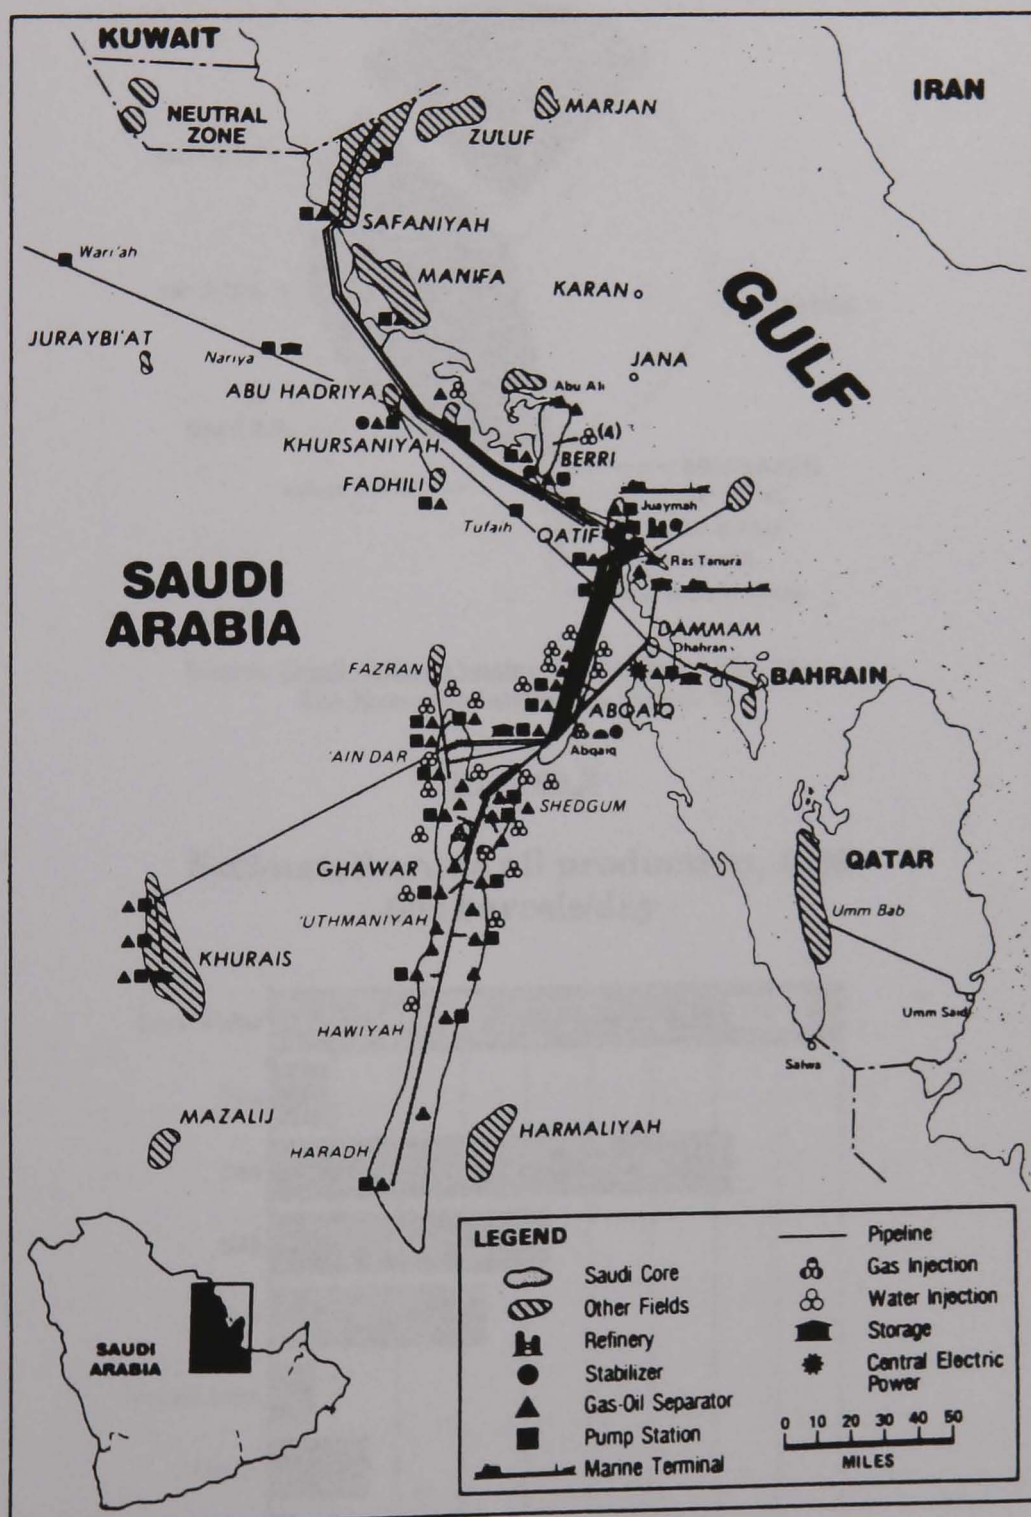 KUWAIT
IRAN
NEUTRAL
ZONE
MARJAN
ZULUF
SAFANIYAH
Wari'ah
MANIFA
KARAN
GULF
JURAYBI'AT
Nariya
JANA
ABU HADRIYA
Abu Ali
KHURSANIYAH
(4)
BERRI
FADHILI
Juaymah
Tufaih
QATIF
Ras Tanura
SAUDI
ARABIA
DAMMAM
Dhahran
FAZRAN
BAHRAIN
ABQAIQ
'AIN DAR
Abqaiq
SHEDGUM
GHAWAR
QATAR
'UTHMANIYAH
Umm Bab
KHURAIS
Umm Said
HAWIYAH
Salwa
MAZALIJ
HARMALIYAH
HARADH
LEGEND
Saudi Core
Other Fields
Refinery
Stabilizer
Gas-Oil Separator
Pump Station
Marine Terminal
Pipeline
Gas Injection
Water Injection
Storage
Central Electric
Power
0 10 20 30 40 50
MILES
SAUDI
ARABIA